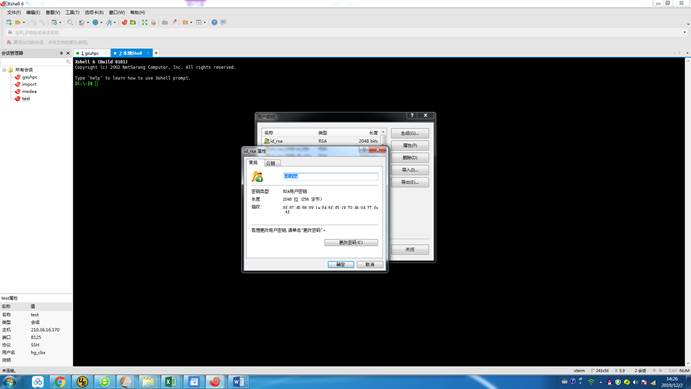 Xshell 6
文件(F) 编辑(E) 查看(V) 工具(T) 选项卡(B) 窗口(W) 帮助(H)
会话管理器
1 gsuhpc
2 本地Shell
所有会话
gsuhpc
import
medea
test
Xshell 6 (Build 0101)
Copyright (c) 2002 NetSarang Computer, Inc. All rights reserved.
Type `help' to learn how to use Xshell prompt.
[C:\~]$
名称 类型 长度
id_rsa RSA 2048 bits
生成(G)...
属性(P)
删除(D)
导入(I)...
导出(E)...
关闭
id_rsa 属性
常规 公钥
id_rsa
密钥类型: RSA用户密钥
长度: 2048 位 (256 字节)
指纹:
若想更改用户密钥,请单击"更改密码"。
更改密码(C)
确定 取消
test属性
名称 值
名称 test
类型 会话
主机 210.26.16.170
端口 8125
协议 SSH
用户名 hg_cbx
说明
xterm
2 会话
CAP NUM
14:26
2019/12/2